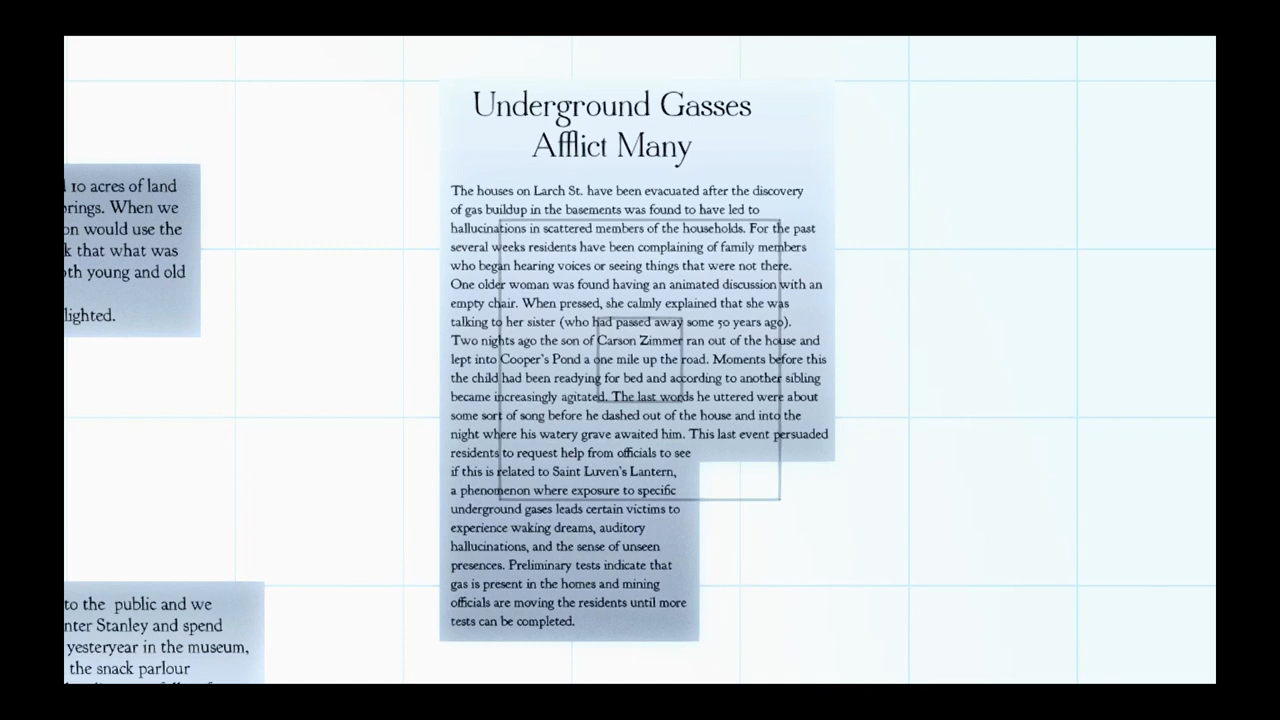 Underground Gasses
Afflict Many
The houses on Larch St. have been evacuated after the discovery
of gas buildup in the basements was found to have led to
hallucinations in scattered members of the households. For the past
several weeks residents have been complaining of family members
who began hearing voices or seeing things that were not there.
One older woman was found having an animated discussion with an
empty chair. When pressed, she calmly explained that she was
talking to her sister (who had passed away some 50 years ago).
Two nights ago the son of Carson Zimmer ran out of the house and
lept into Cooper's Pond a one mile up the road. Moments before this
the child had been readying for bed and according to another sibling
became increasingly agitated. The last words he uttered were about
some sort of song before he dashed out of the house and into the
night where his watery grave awaited him. This last event persuaded
residents to request help from officials to see
if this is related to Saint Luven's Lantern,
a phenomenon where exposure to specific
underground gases leads certain victims to
experience waking dreams, auditory
hallucinations, and the sense of unseen
presences. Preliminary tests indicate that
gas is present in the homes and mining
officials are moving the residents until more
tests can be completed.
10 acres of land
When we
would use the
that what was
young and old
lighted.
to the public and we
Stanley and spend
yesteryear in the museum,
the snack parlour